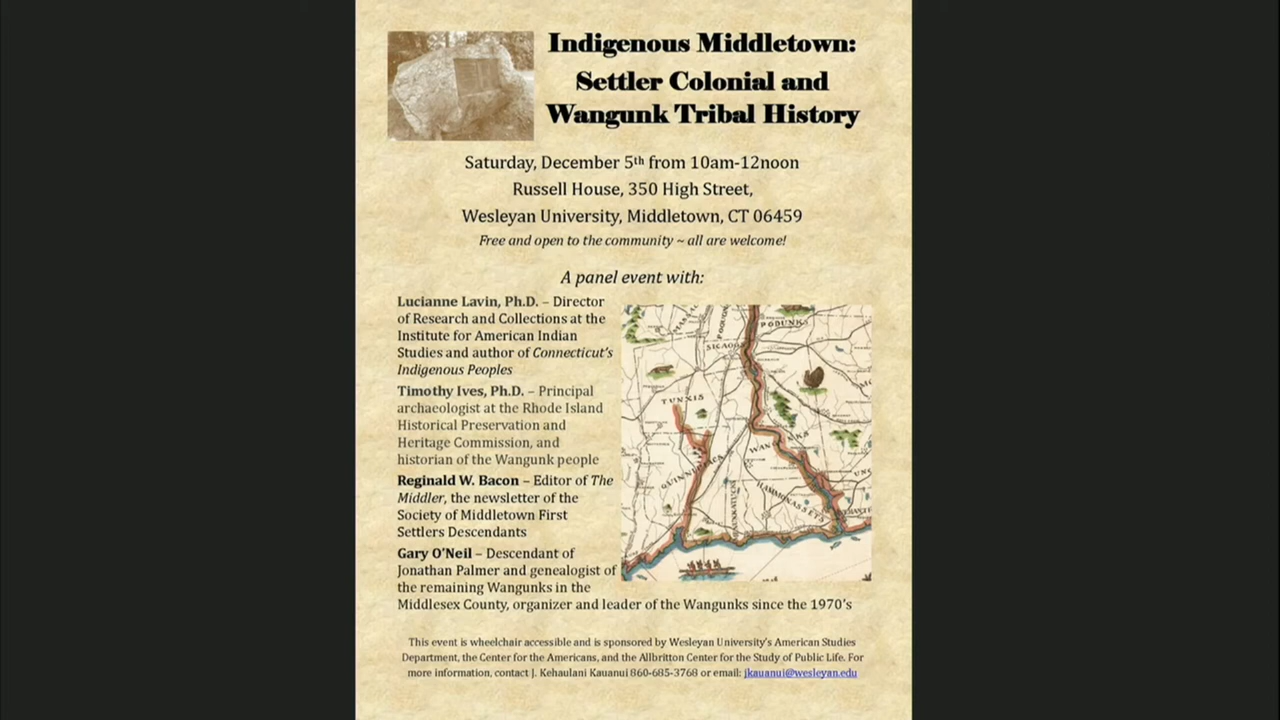 Indigenous Middletown:
Settler Colonial and
Wangunk Tribal History
Saturday, December 5th from 10am-12noon
Russell House, 350 High Street,
Wesleyan University, Middletown, CT 06459
Free and open to the community ~ all are welcome!
A panel event with:
Lucianne Lavin, Ph.D. – Director
of Research and Collections at the
Institute for American Indian
Studies and author of Connecticut's
Indigenous Peoples
Timothy Ives, Ph.D. – Principal
archaeologist at the Rhode Island
Historical Preservation and
Heritage Commission, and
historian of the Wangunk people
Reginald W. Bacon – Editor of The
Middler, the newsletter of the
Society of Middletown First
Settlers Descendants
Gary O'Neil – Descendant of
Jonathan Palmer and genealogist of
the remaining Wangunks in the
Middlesex County, organizer and leader of the Wangunks since the 1970's
PODUNKS
SICAOG
TUNXIS
QUINNIPIACK
HAMMONASSETS
This event is wheelchair accessible and is sponsored by Wesleyan University's American Studies
Department, the Center for the Americans, and the Allbritton Center for the Study of Public Life. For
more information, contact J. Kehaulani Kauanui 860-685-3768 or email: jkauanui@wesleyan.edu